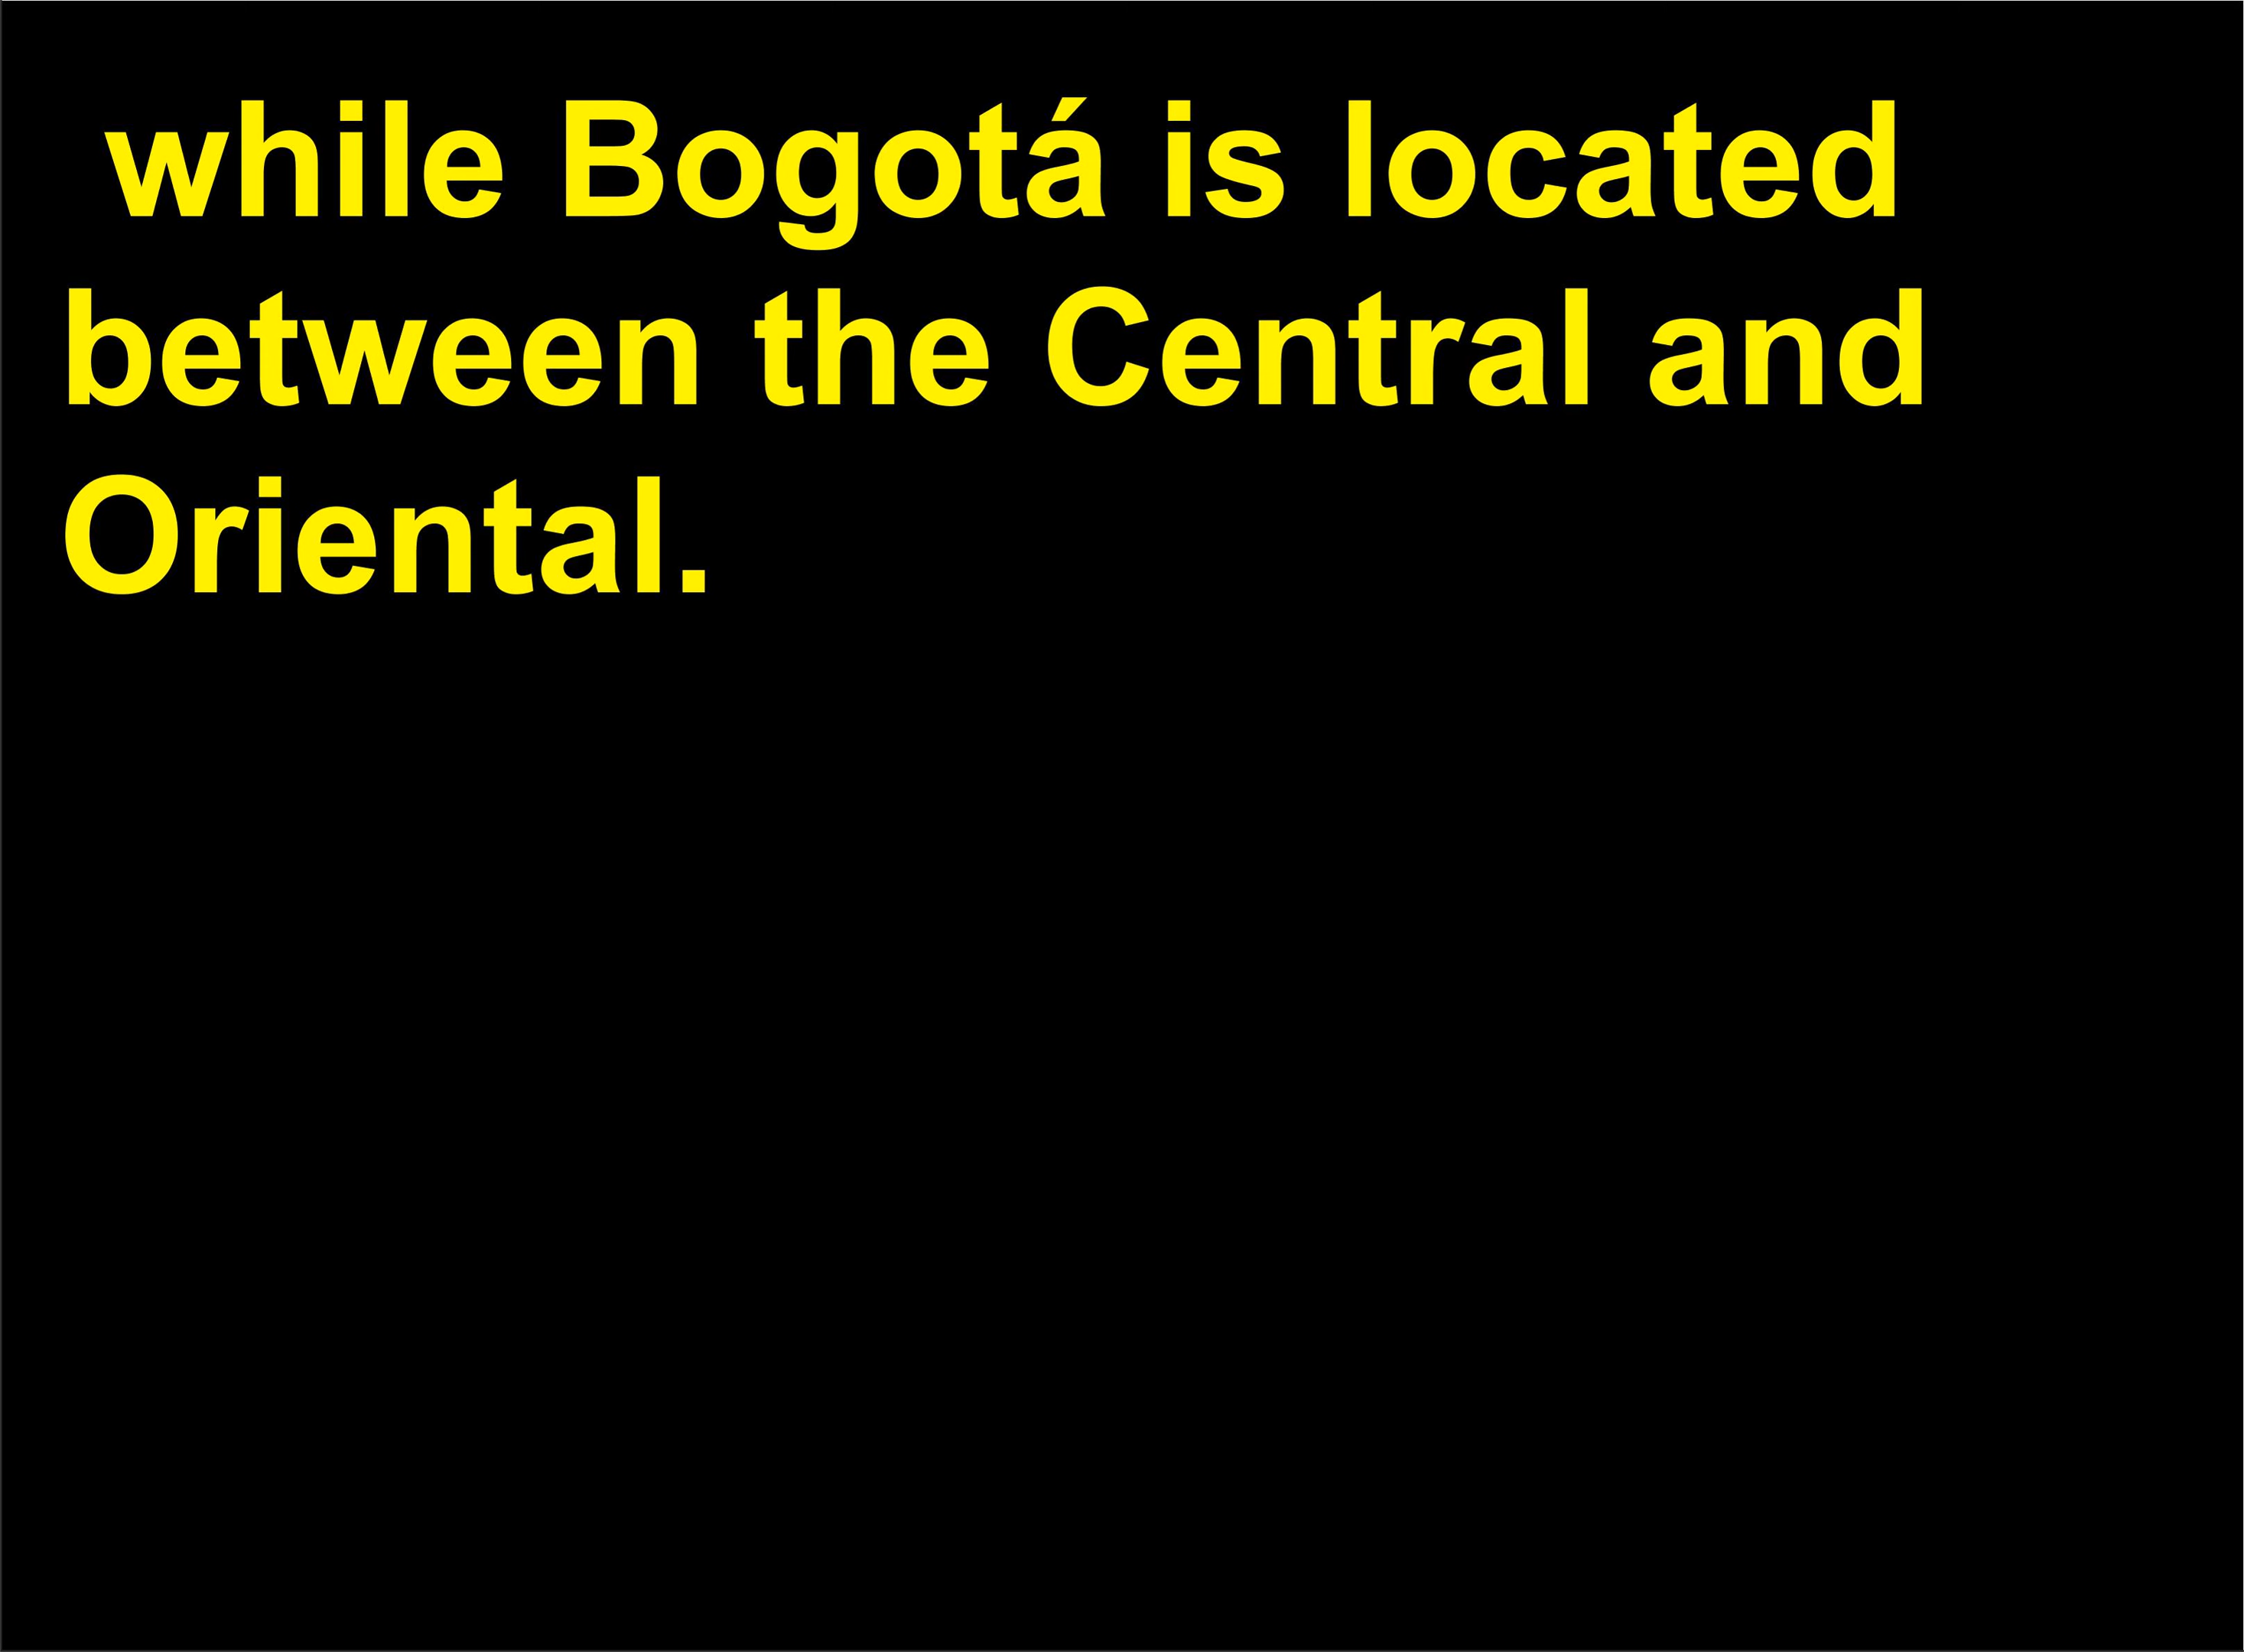 while Bogotá is located
between the Central and
Oriental.